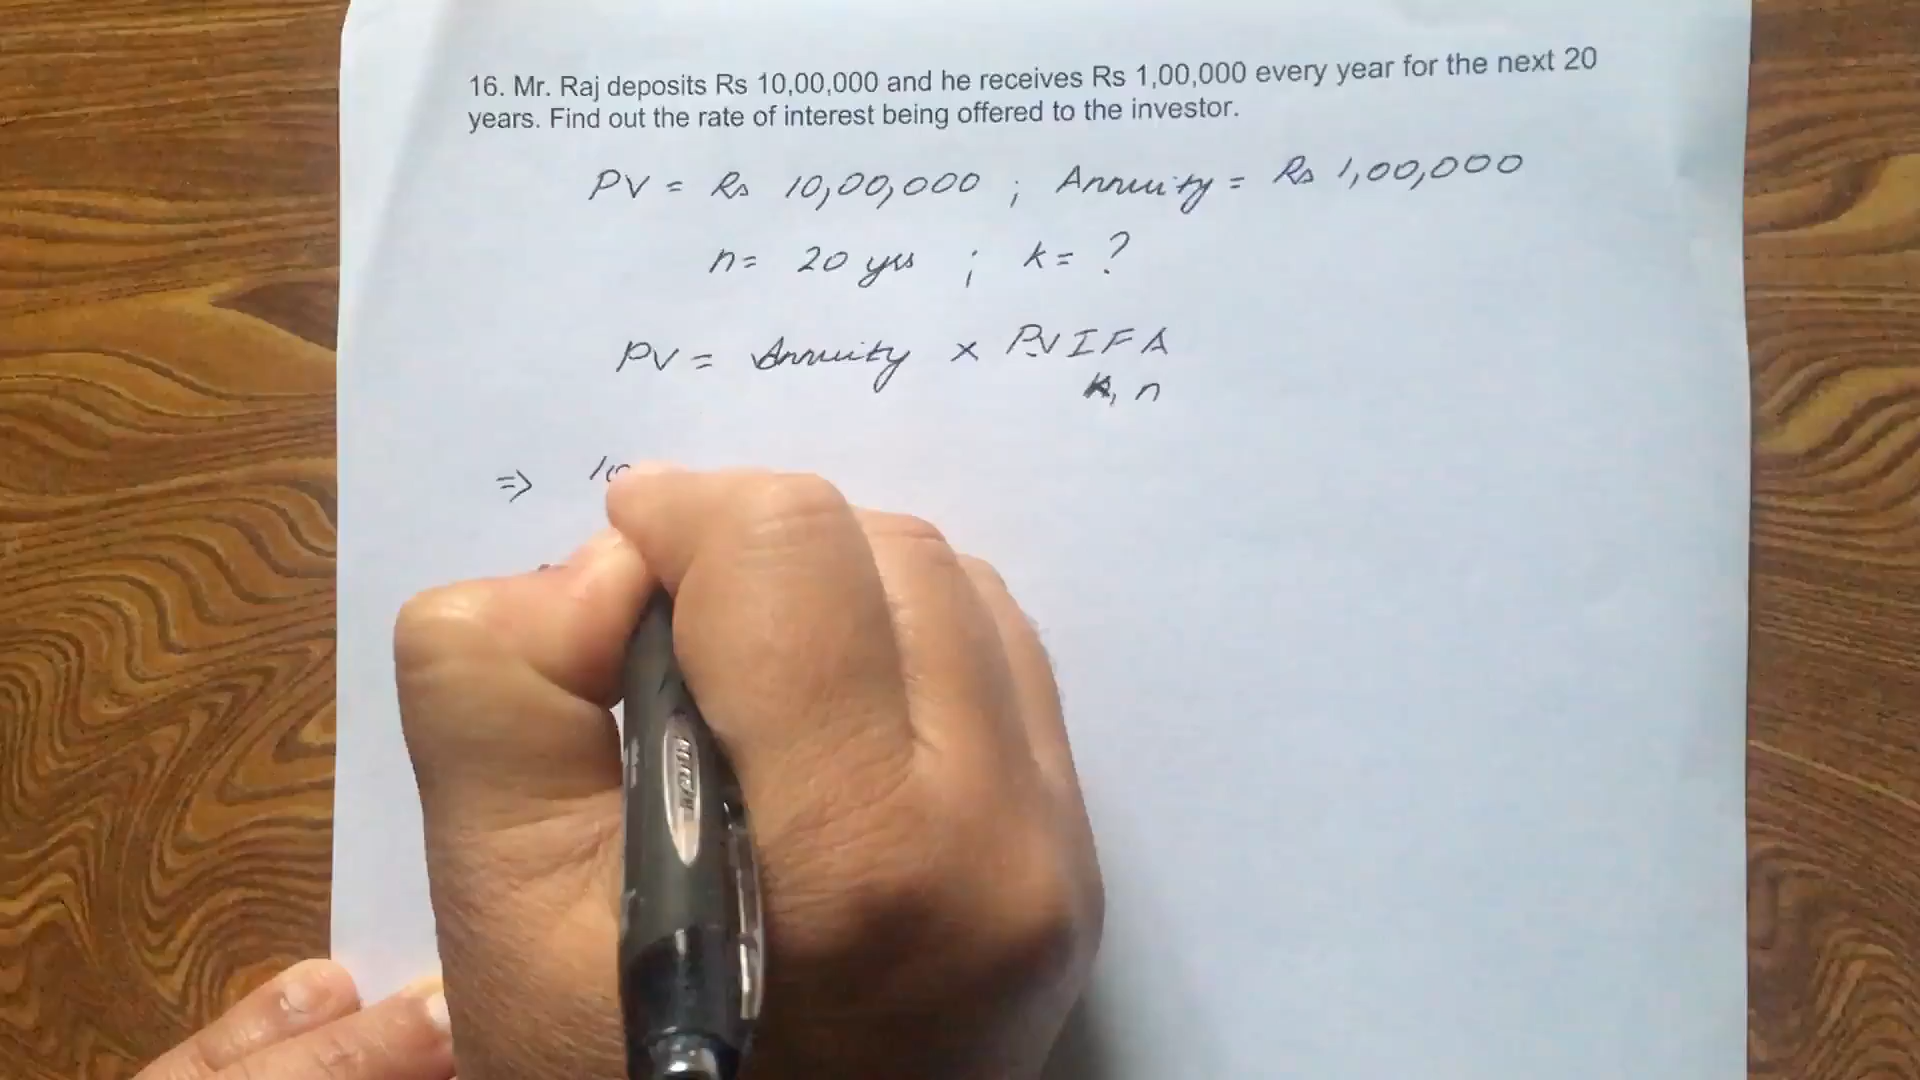 16. Mr. Raj deposits Rs 10,00,000 and he receives Rs 1,00,000 every year for the next 20
years. Find out the rate of interest being offered to the investor.
PV = Rs 10,00,000 ; Annuity = Rs 1,00,000
n = 20 yrs ; k = ?
PV = Annuity × PVIFA
k, n
⇒ 10